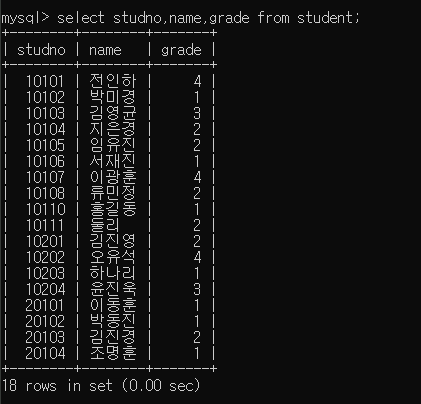 mysql> select studno,name,grade from student;
+--------+--------+-------+
| studno | name   | grade |
+--------+--------+-------+
|  10101 | 전인하 |     4 |
|  10102 | 박미경 |     1 |
|  10103 | 김영균 |     3 |
|  10104 | 지은경 |     2 |
|  10105 | 임유진 |     2 |
|  10106 | 서재진 |     1 |
|  10107 | 이광훈 |     4 |
|  10108 | 류민정 |     2 |
|  10110 | 홍길동 |     1 |
|  10111 | 둘리   |     2 |
|  10201 | 김진영 |     2 |
|  10202 | 오유석 |     4 |
|  10203 | 하나리 |     1 |
|  10204 | 윤진욱 |     3 |
|  20101 | 이동훈 |     1 |
|  20102 | 박동진 |     1 |
|  20103 | 김진경 |     2 |
|  20104 | 조명훈 |     1 |
+--------+--------+-------+
18 rows in set (0.00 sec)